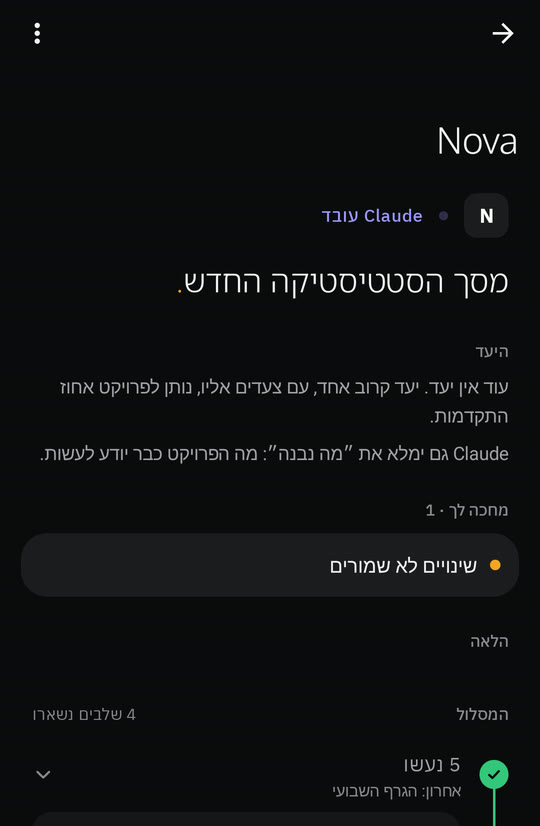 Nova
N
Claude עובד
מסך הסטטיסטיקה החדש.
היעד
עוד אין יעד. יעד קרוב אחד, עם צעדים אליו, נותן לפרויקט אחוז
התקדמות.
Claude גם ימלא את ״מה נבנה״: מה הפרויקט כבר יודע לעשות.
מחכה לך · 1
שינויים לא שמורים
הלאה
המסלול
4 שלבים נשארו
5 נעשו
אחרון: הגרף השבועי